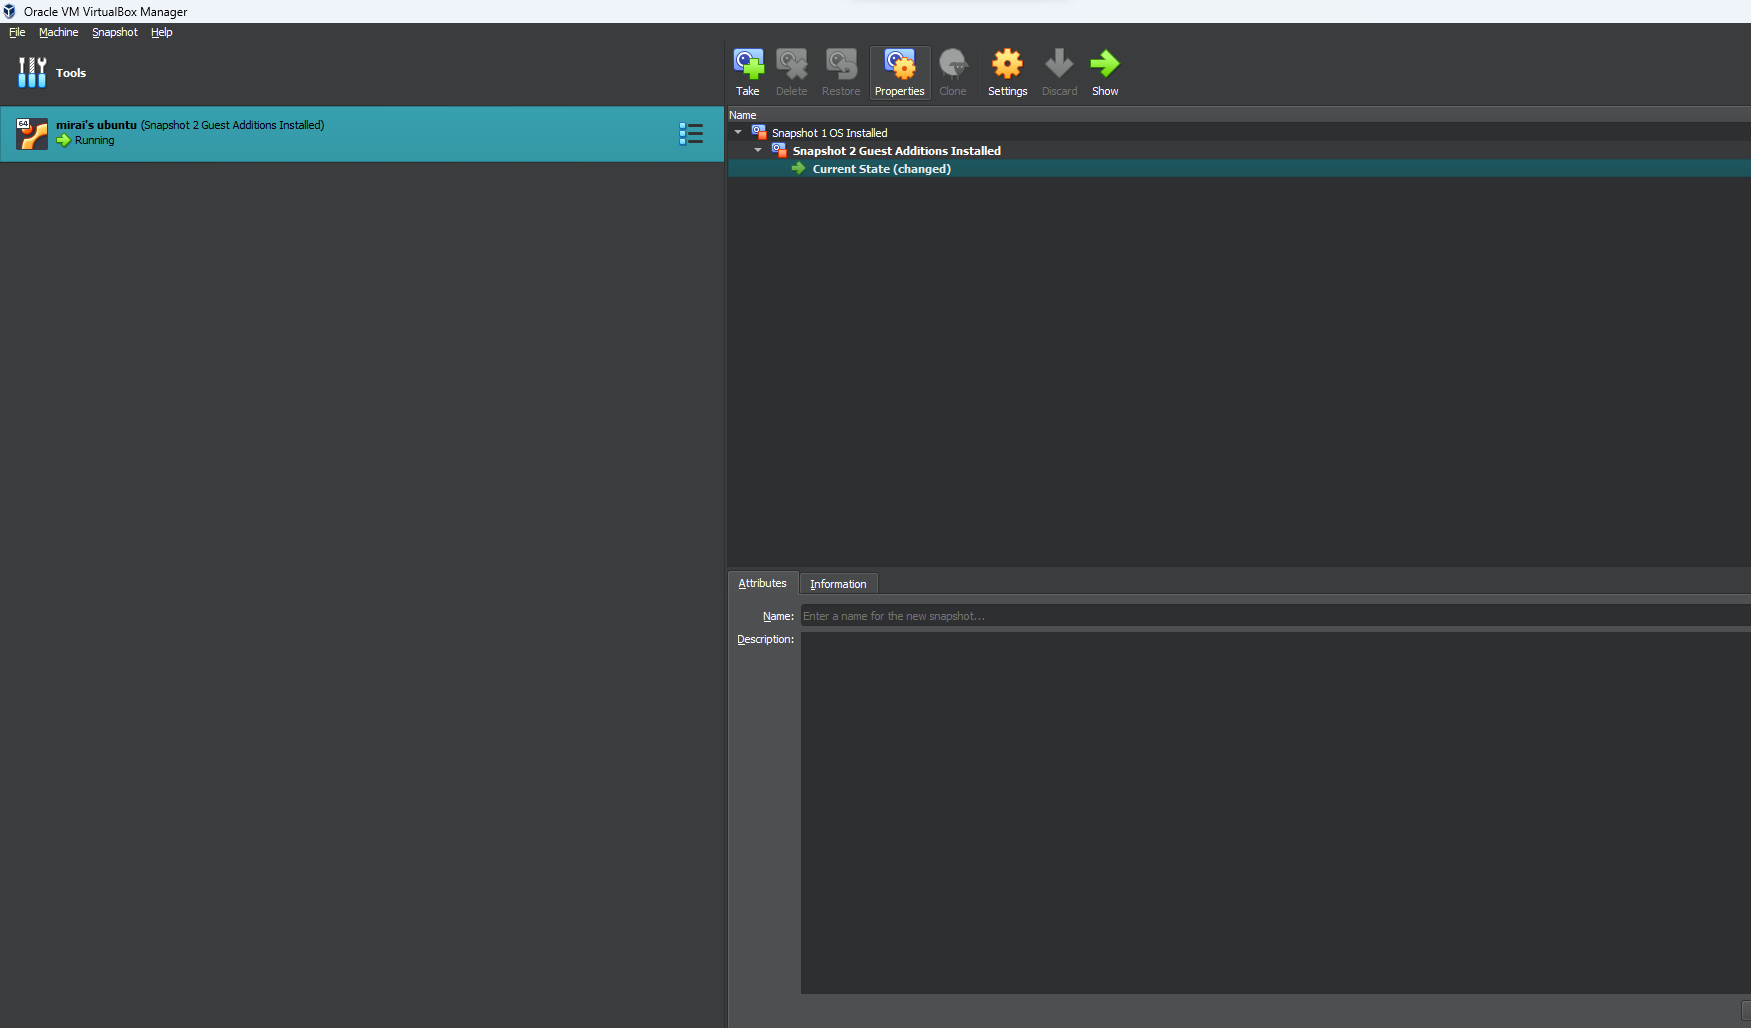 Oracle VM VirtualBox Manager
File Machine Snapshot Help
Tools
Take Delete Restore Properties Clone Settings Discard Show
64
mirai's ubuntu (Snapshot 2 Guest Additions Installed)
Running
Name
Snapshot 1 OS Installed
Snapshot 2 Guest Additions Installed
Current State (changed)
Attributes Information
Name: Enter a name for the new snapshot...
Description: